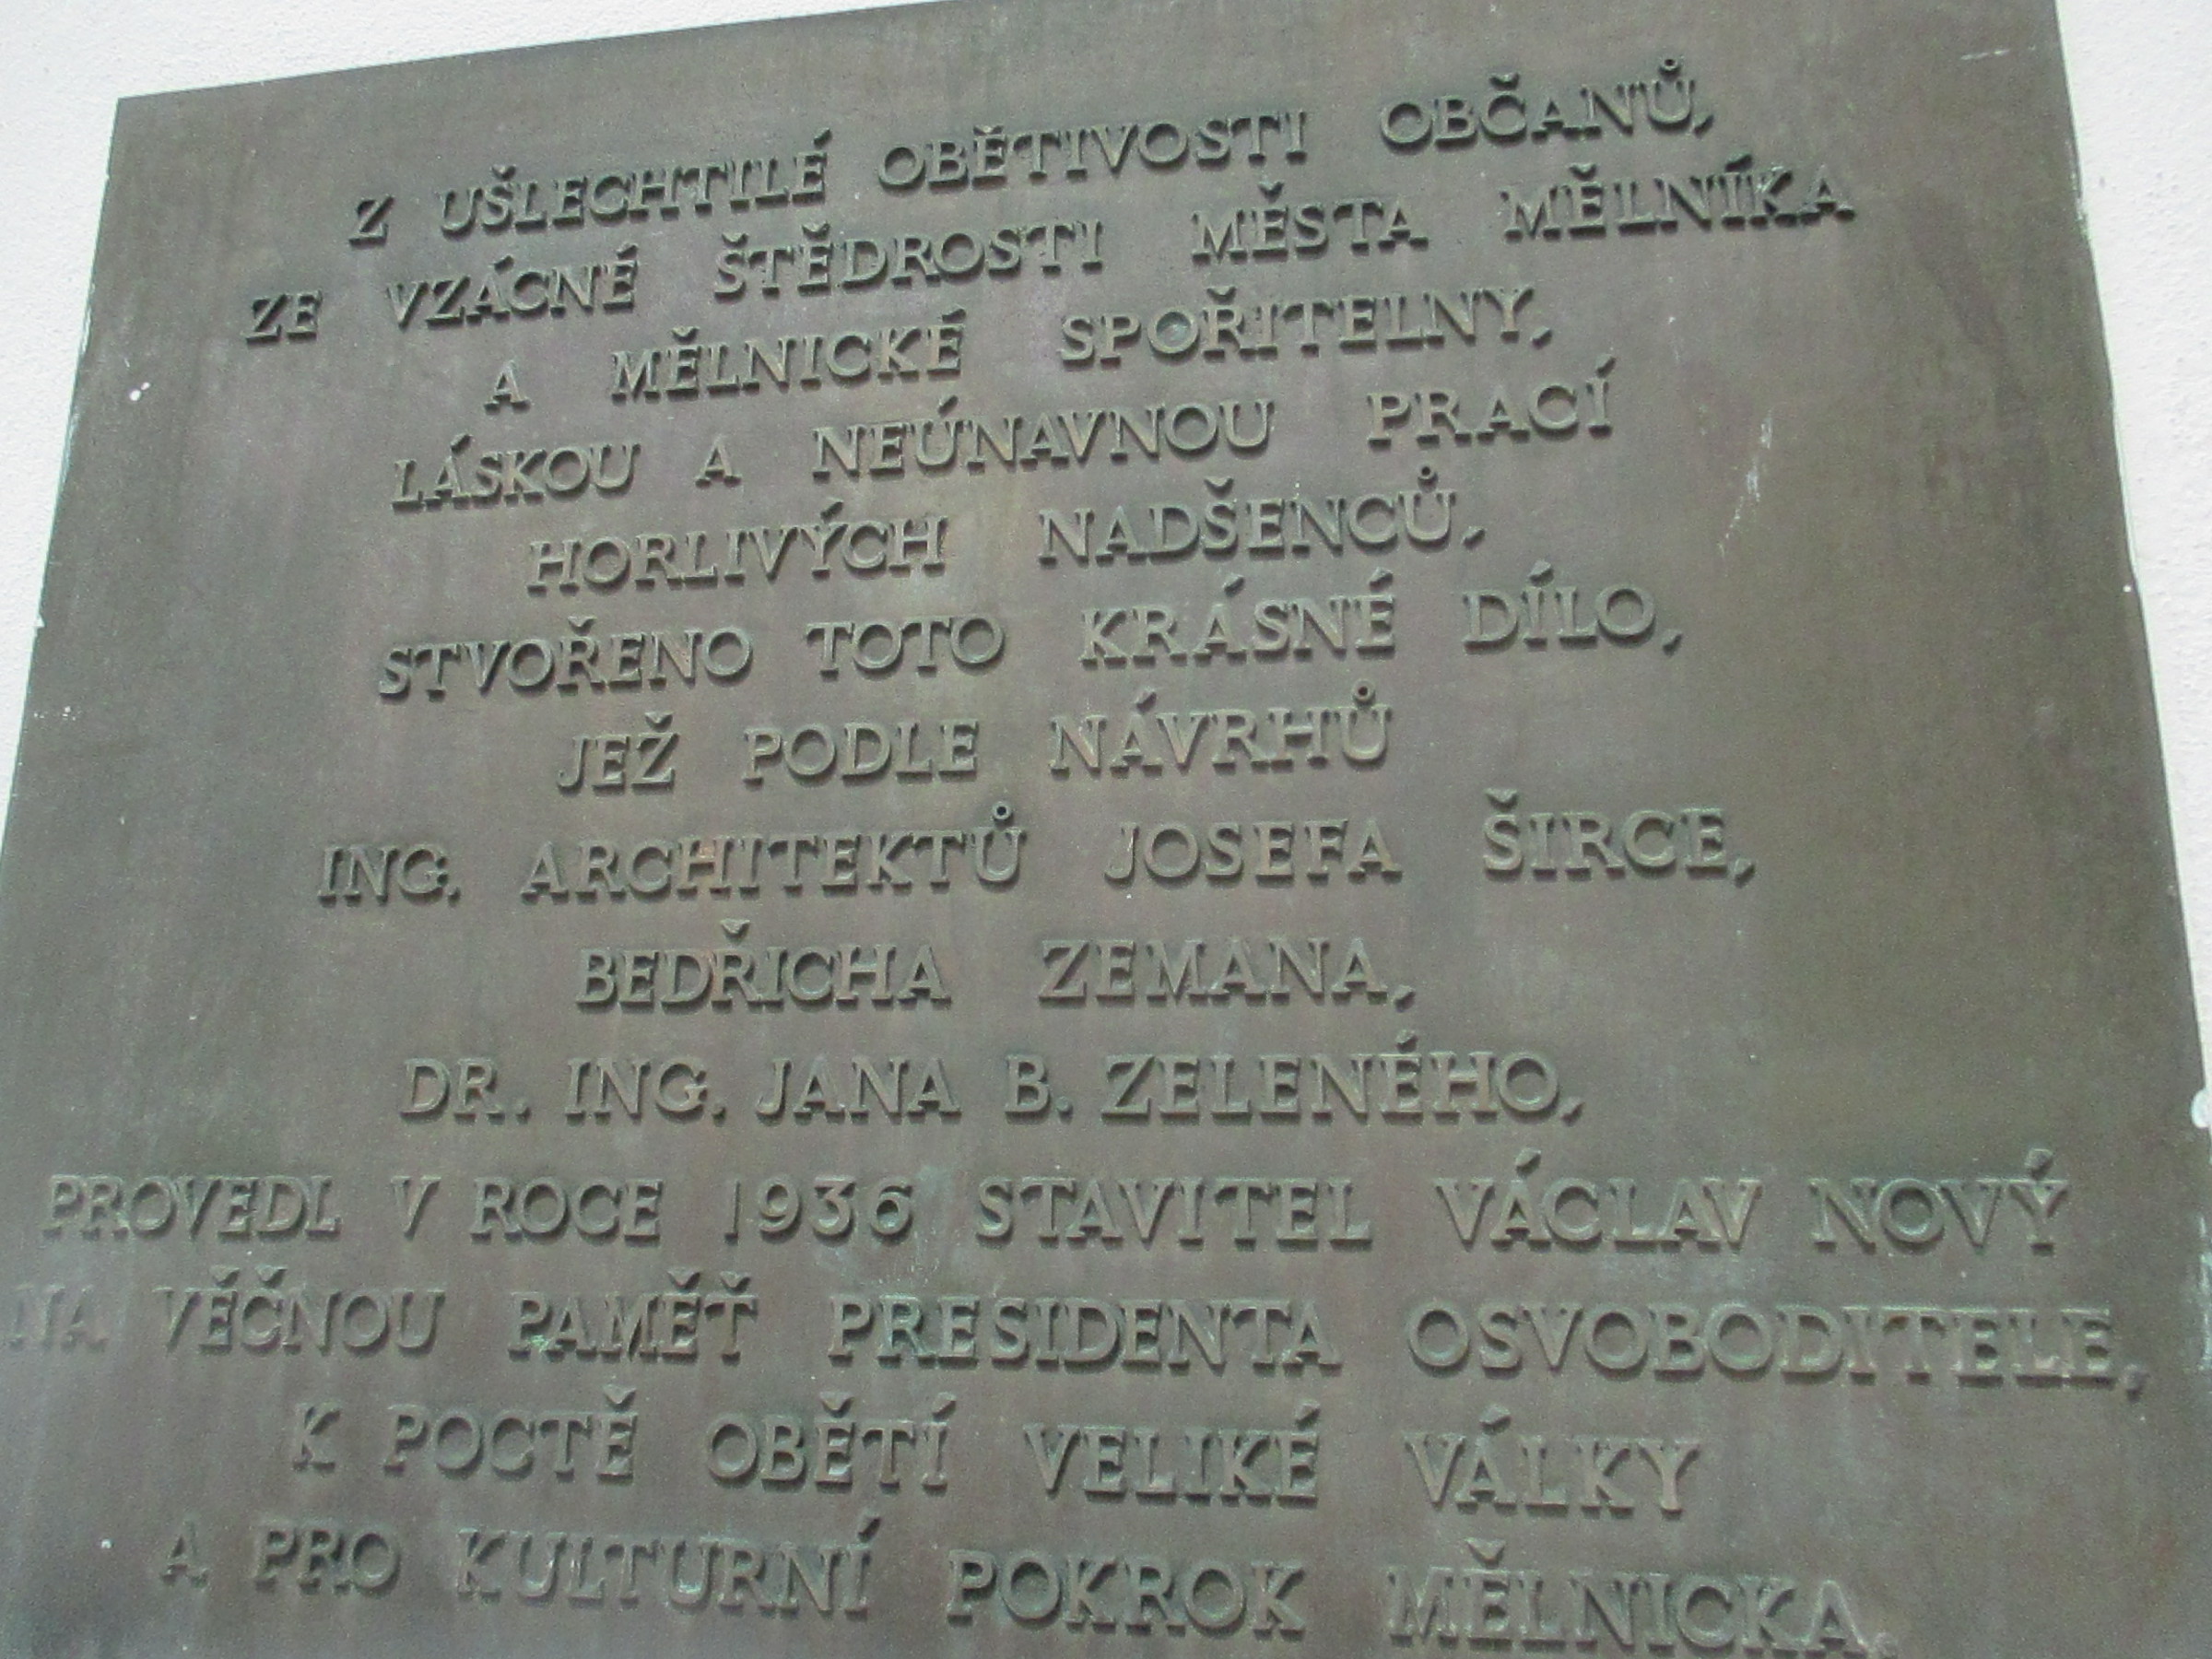 Z UŠLECHTILÉ OBĚTIVOSTI OBČANŮ,
ZE VZÁCNÉ ŠTĚDROSTI MĚSTA MĚLNÍKA
A MĚLNICKÉ SPOŘITELNY,
LÁSKOU A NEÚNAVNOU PRACÍ
HORLIVÝCH NADŠENCŮ,
STVOŘENO TOTO KRÁSNÉ DÍLO,
JEŽ PODLE NÁVRHŮ
ING. ARCHITEKTŮ JOSEFA ŠIRCE,
BEDŘICHA ZEMANA,
DR. ING. JANA B. ZELENÉHO,
PROVEDL V ROCE 1936 STAVITEL VÁCLAV NOVÝ
NA VĚČNOU PAMĚŤ PRESIDENTA OSVOBODITELE,
K POCTĚ OBĚTÍ VELIKÉ VÁLKY
A PRO KULTURNÍ POKROK MĚLNICKA.